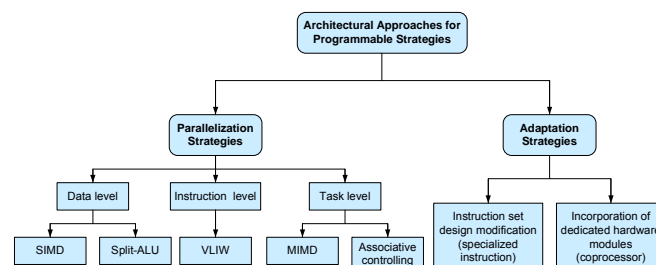 Architectural Approaches for
Programmable Strategies
Parallelization
Strategies
Adaptation
Strategies
Data level
Instruction level
Task level
Instruction set
design modification
(specialized
instruction)
Incorporation of
dedicated hardware
modules
(coprocessor)
SIMD
Split-ALU
VLIW
MIMD
Associative
controlling